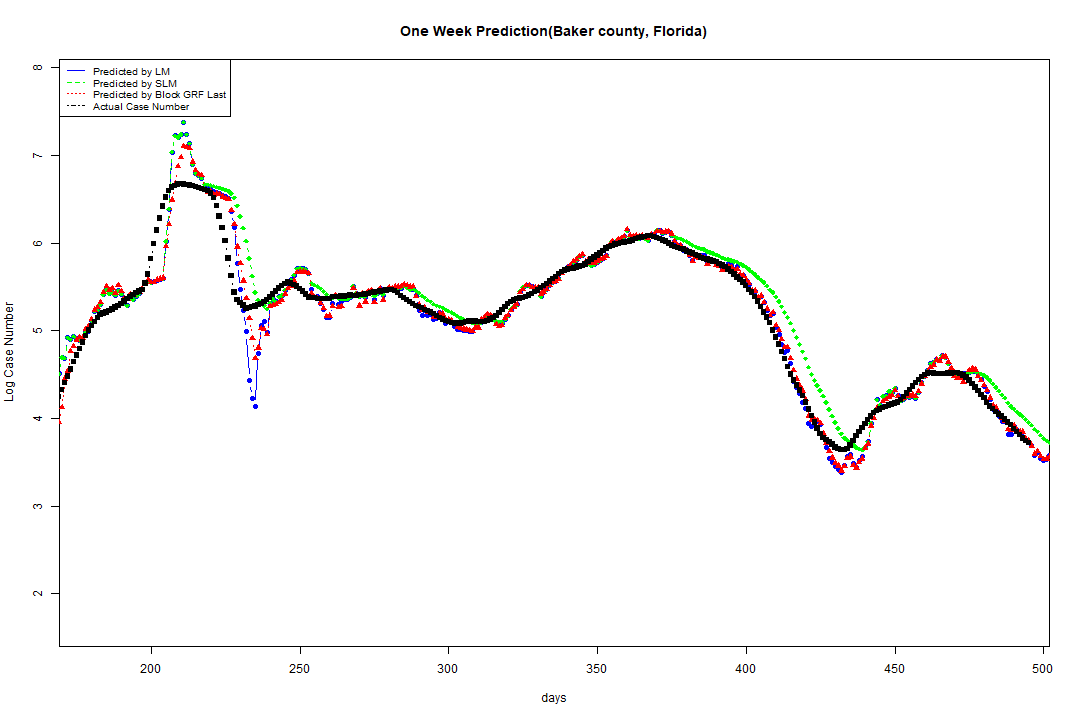 One Week Prediction(Baker county, Florida)
Predicted by LM
Predicted by SLM
Predicted by Block GRF Last
Actual Case Number
Log Case Number
8
7
6
5
4
3
2
200 250 300 350 400 450 500
days